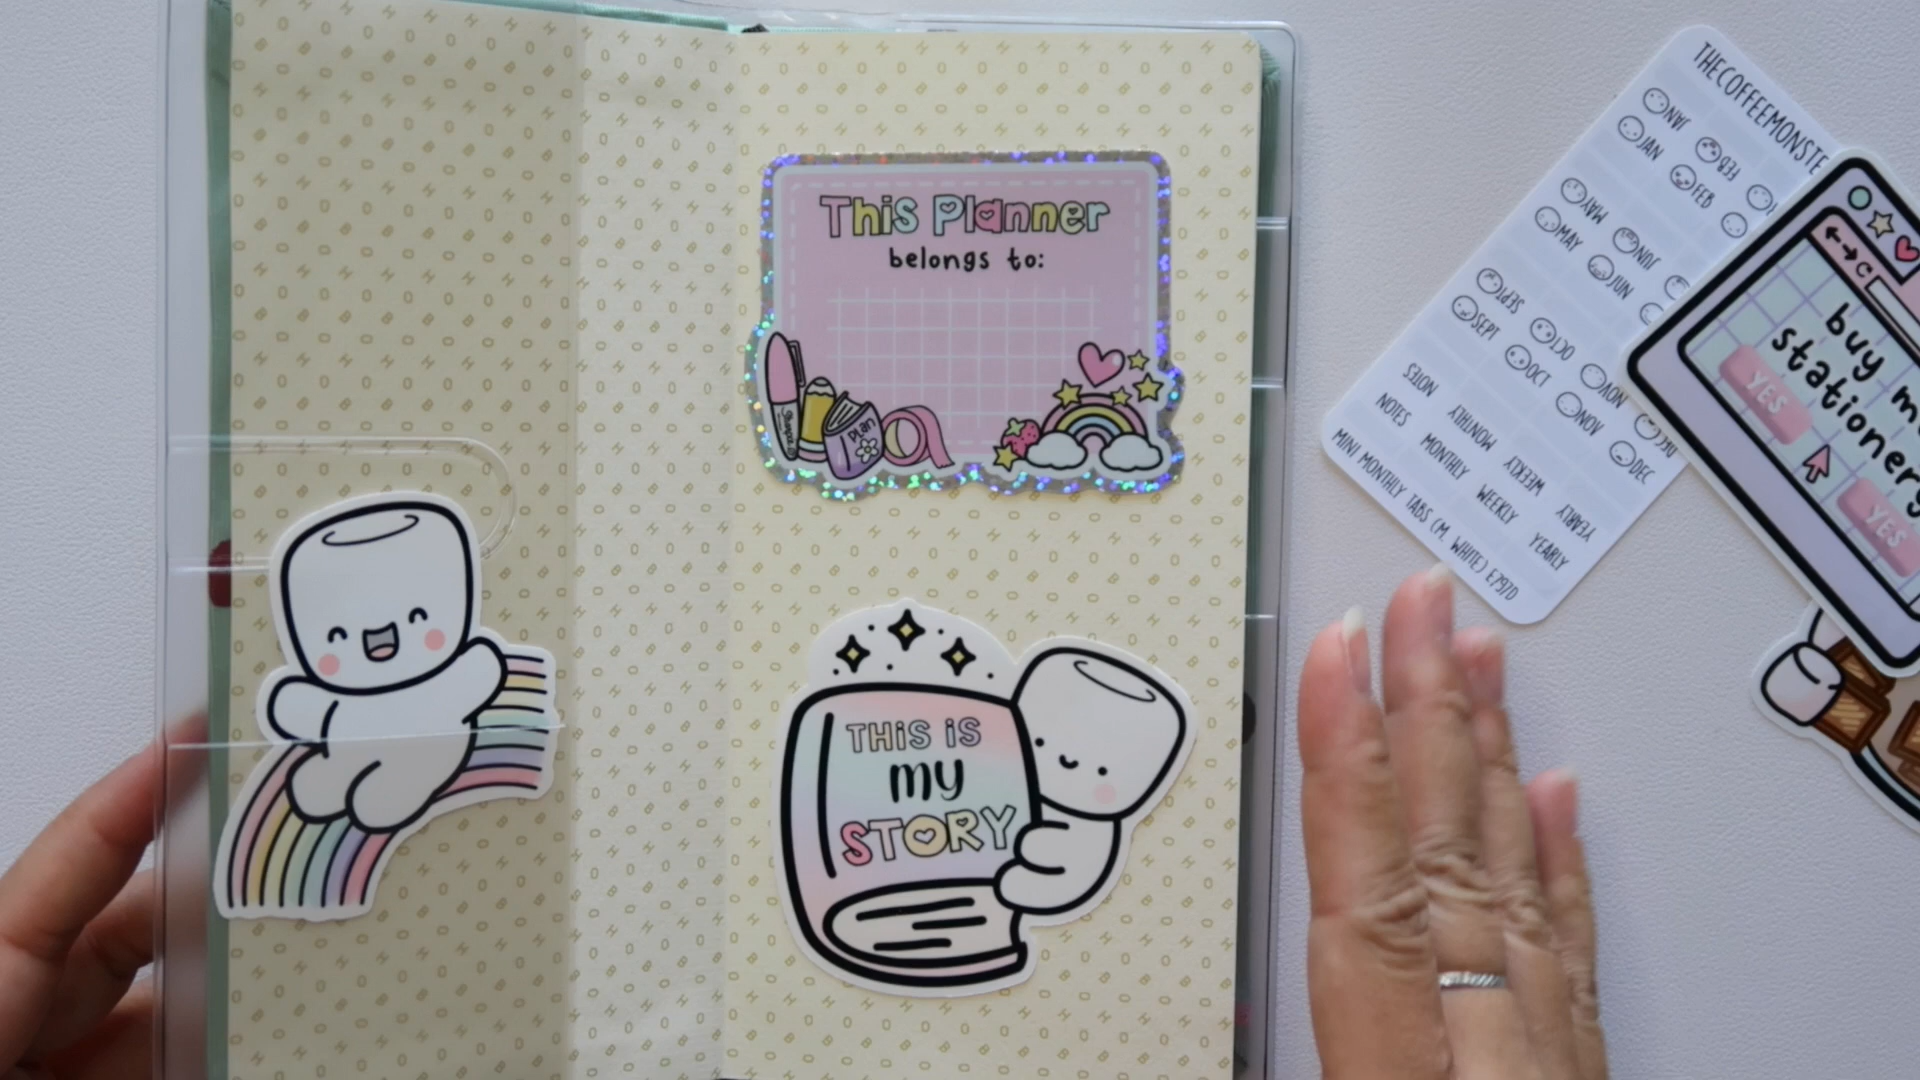 This Planner
belongs to:
Sharpie
Plan
THIS IS
my
STORY
THECOFFEEMONSTE
JAN FEB
JAN FEB
MAY JUN
MAY JUN
SEPT OCT NOV DEC
SEPT OCT NOV DEC
NOTES MONTHLY WEEKLY YEARLY
NOTES MONTHLY WEEKLY YEARLY
MINI MONTHLY TABS (M. WHITE)
buy m
stationery
YES
YES